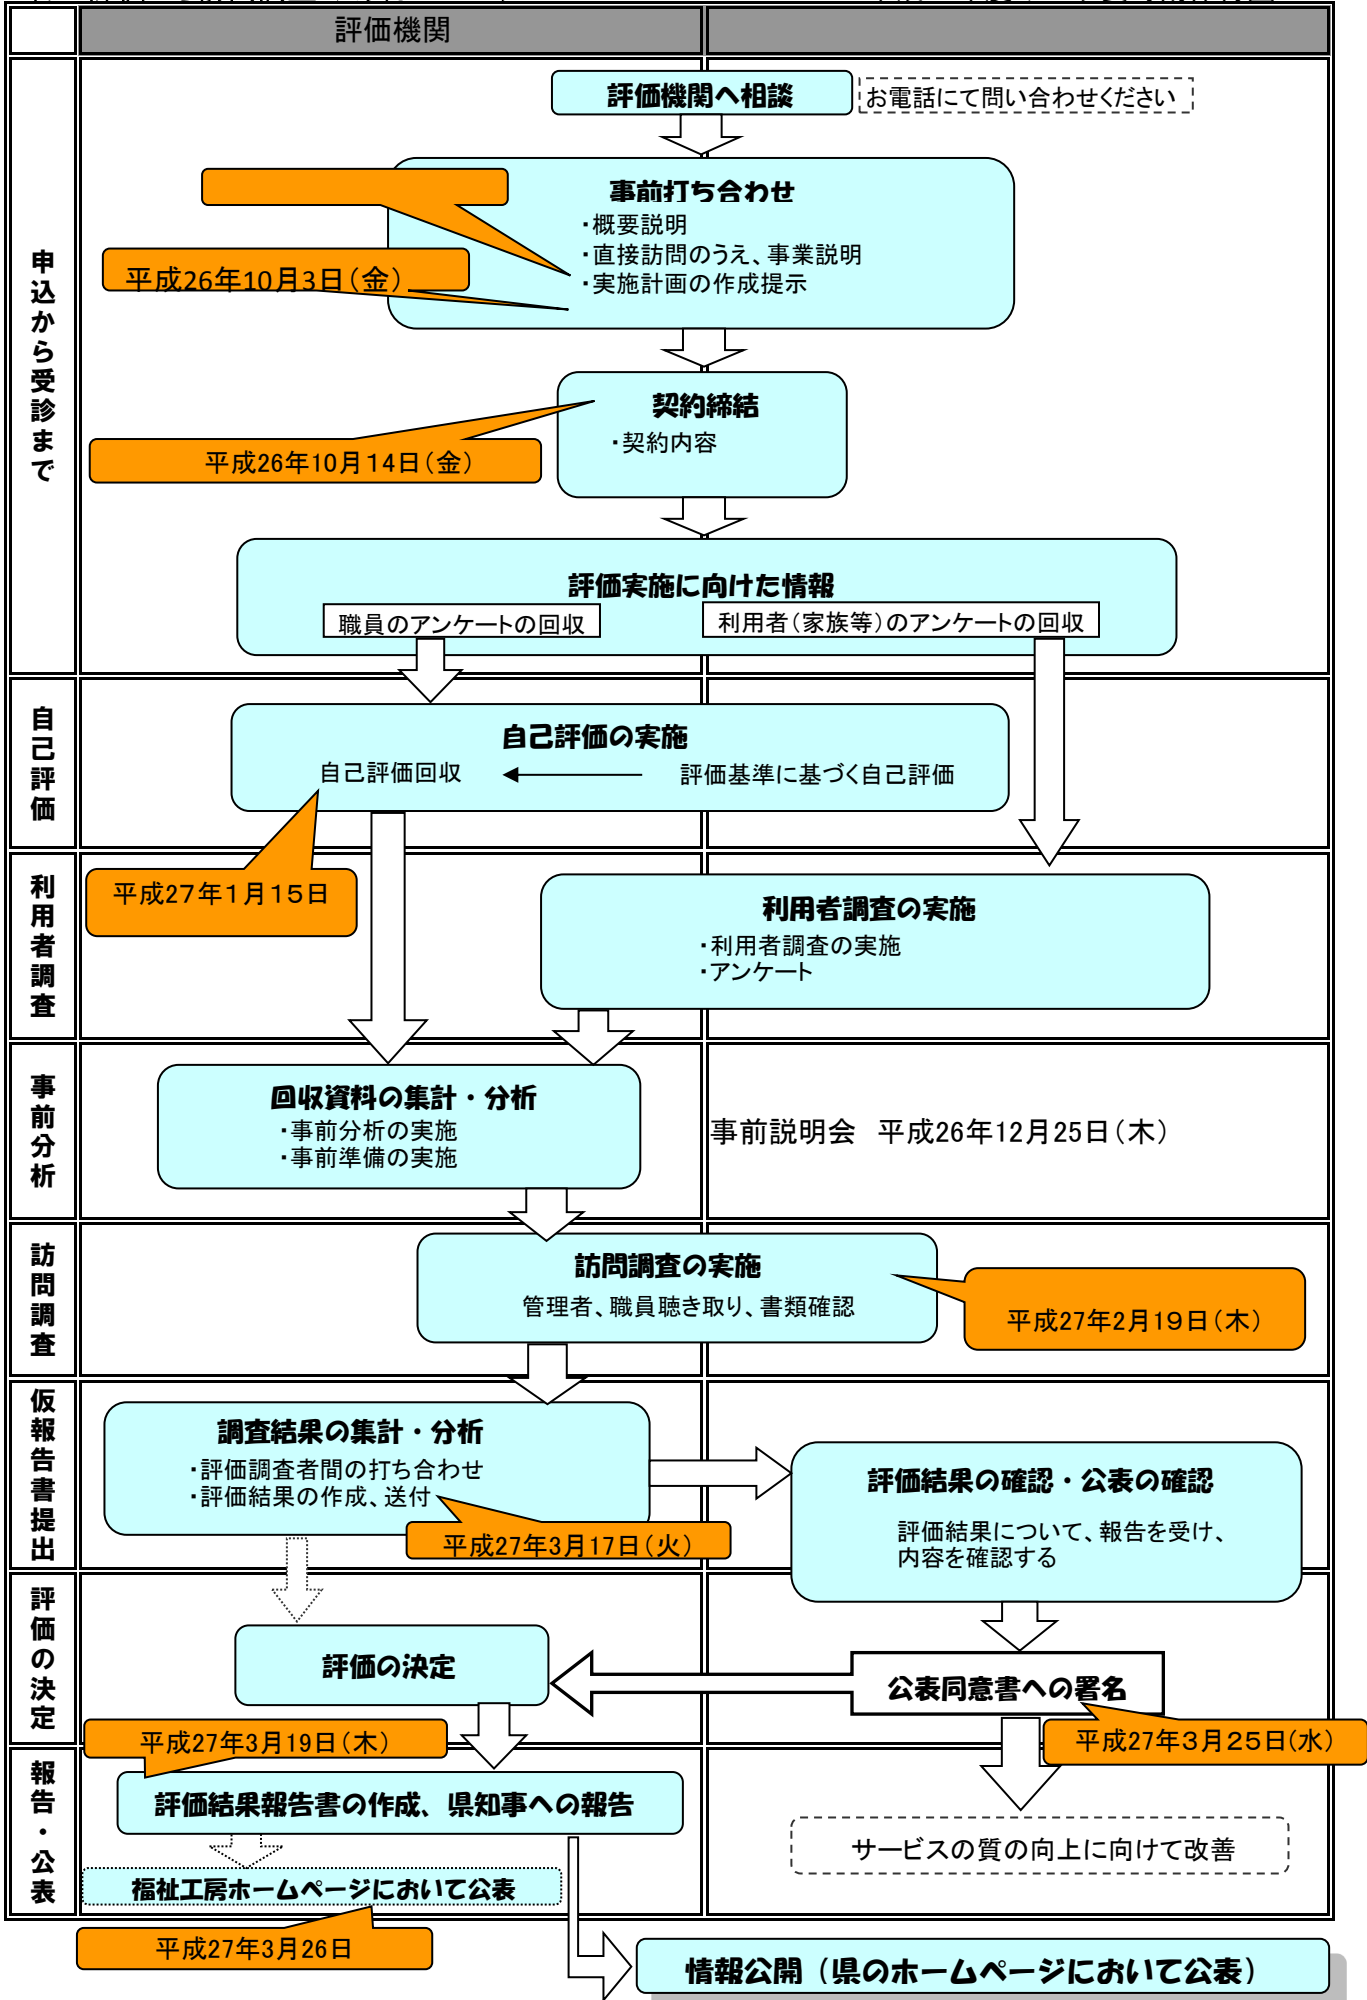 評価機関
申込から受診まで
評価機関へ相談
お電話にて問い合わせください
事前打ち合わせ
・概要説明
・直接訪問のうえ、事業説明
・実施計画の作成提示
平成26年10月3日(金)
契約締結
・契約内容
平成26年10月14日(金)
評価実施に向けた情報
職員のアンケートの回収
利用者(家族等)のアンケートの回収
自己評価
自己評価の実施
自己評価回収
評価基準に基づく自己評価
利用者調査
平成27年1月15日
利用者調査の実施
・利用者調査の実施
・アンケート
事前分析
回収資料の集計・分析
・事前分析の実施
・事前準備の実施
事前説明会 平成26年12月25日(木)
訪問調査
訪問調査の実施
管理者、職員聴き取り、書類確認
平成27年2月19日(木)
仮報告書提出
調査結果の集計・分析
・評価調査者間の打ち合わせ
・評価結果の作成、送付
平成27年3月17日(火)
評価結果の確認・公表の確認
評価結果について、報告を受け、
内容を確認する
評価の決定
評価の決定
公表同意書への署名
平成27年3月25日(水)
平成27年3月19日(木)
報告・公表
評価結果報告書の作成、県知事への報告
サービスの質の向上に向けて改善
福祉工房ホームページにおいて公表
平成27年3月26日
情報公開(県のホームページにおいて公表)